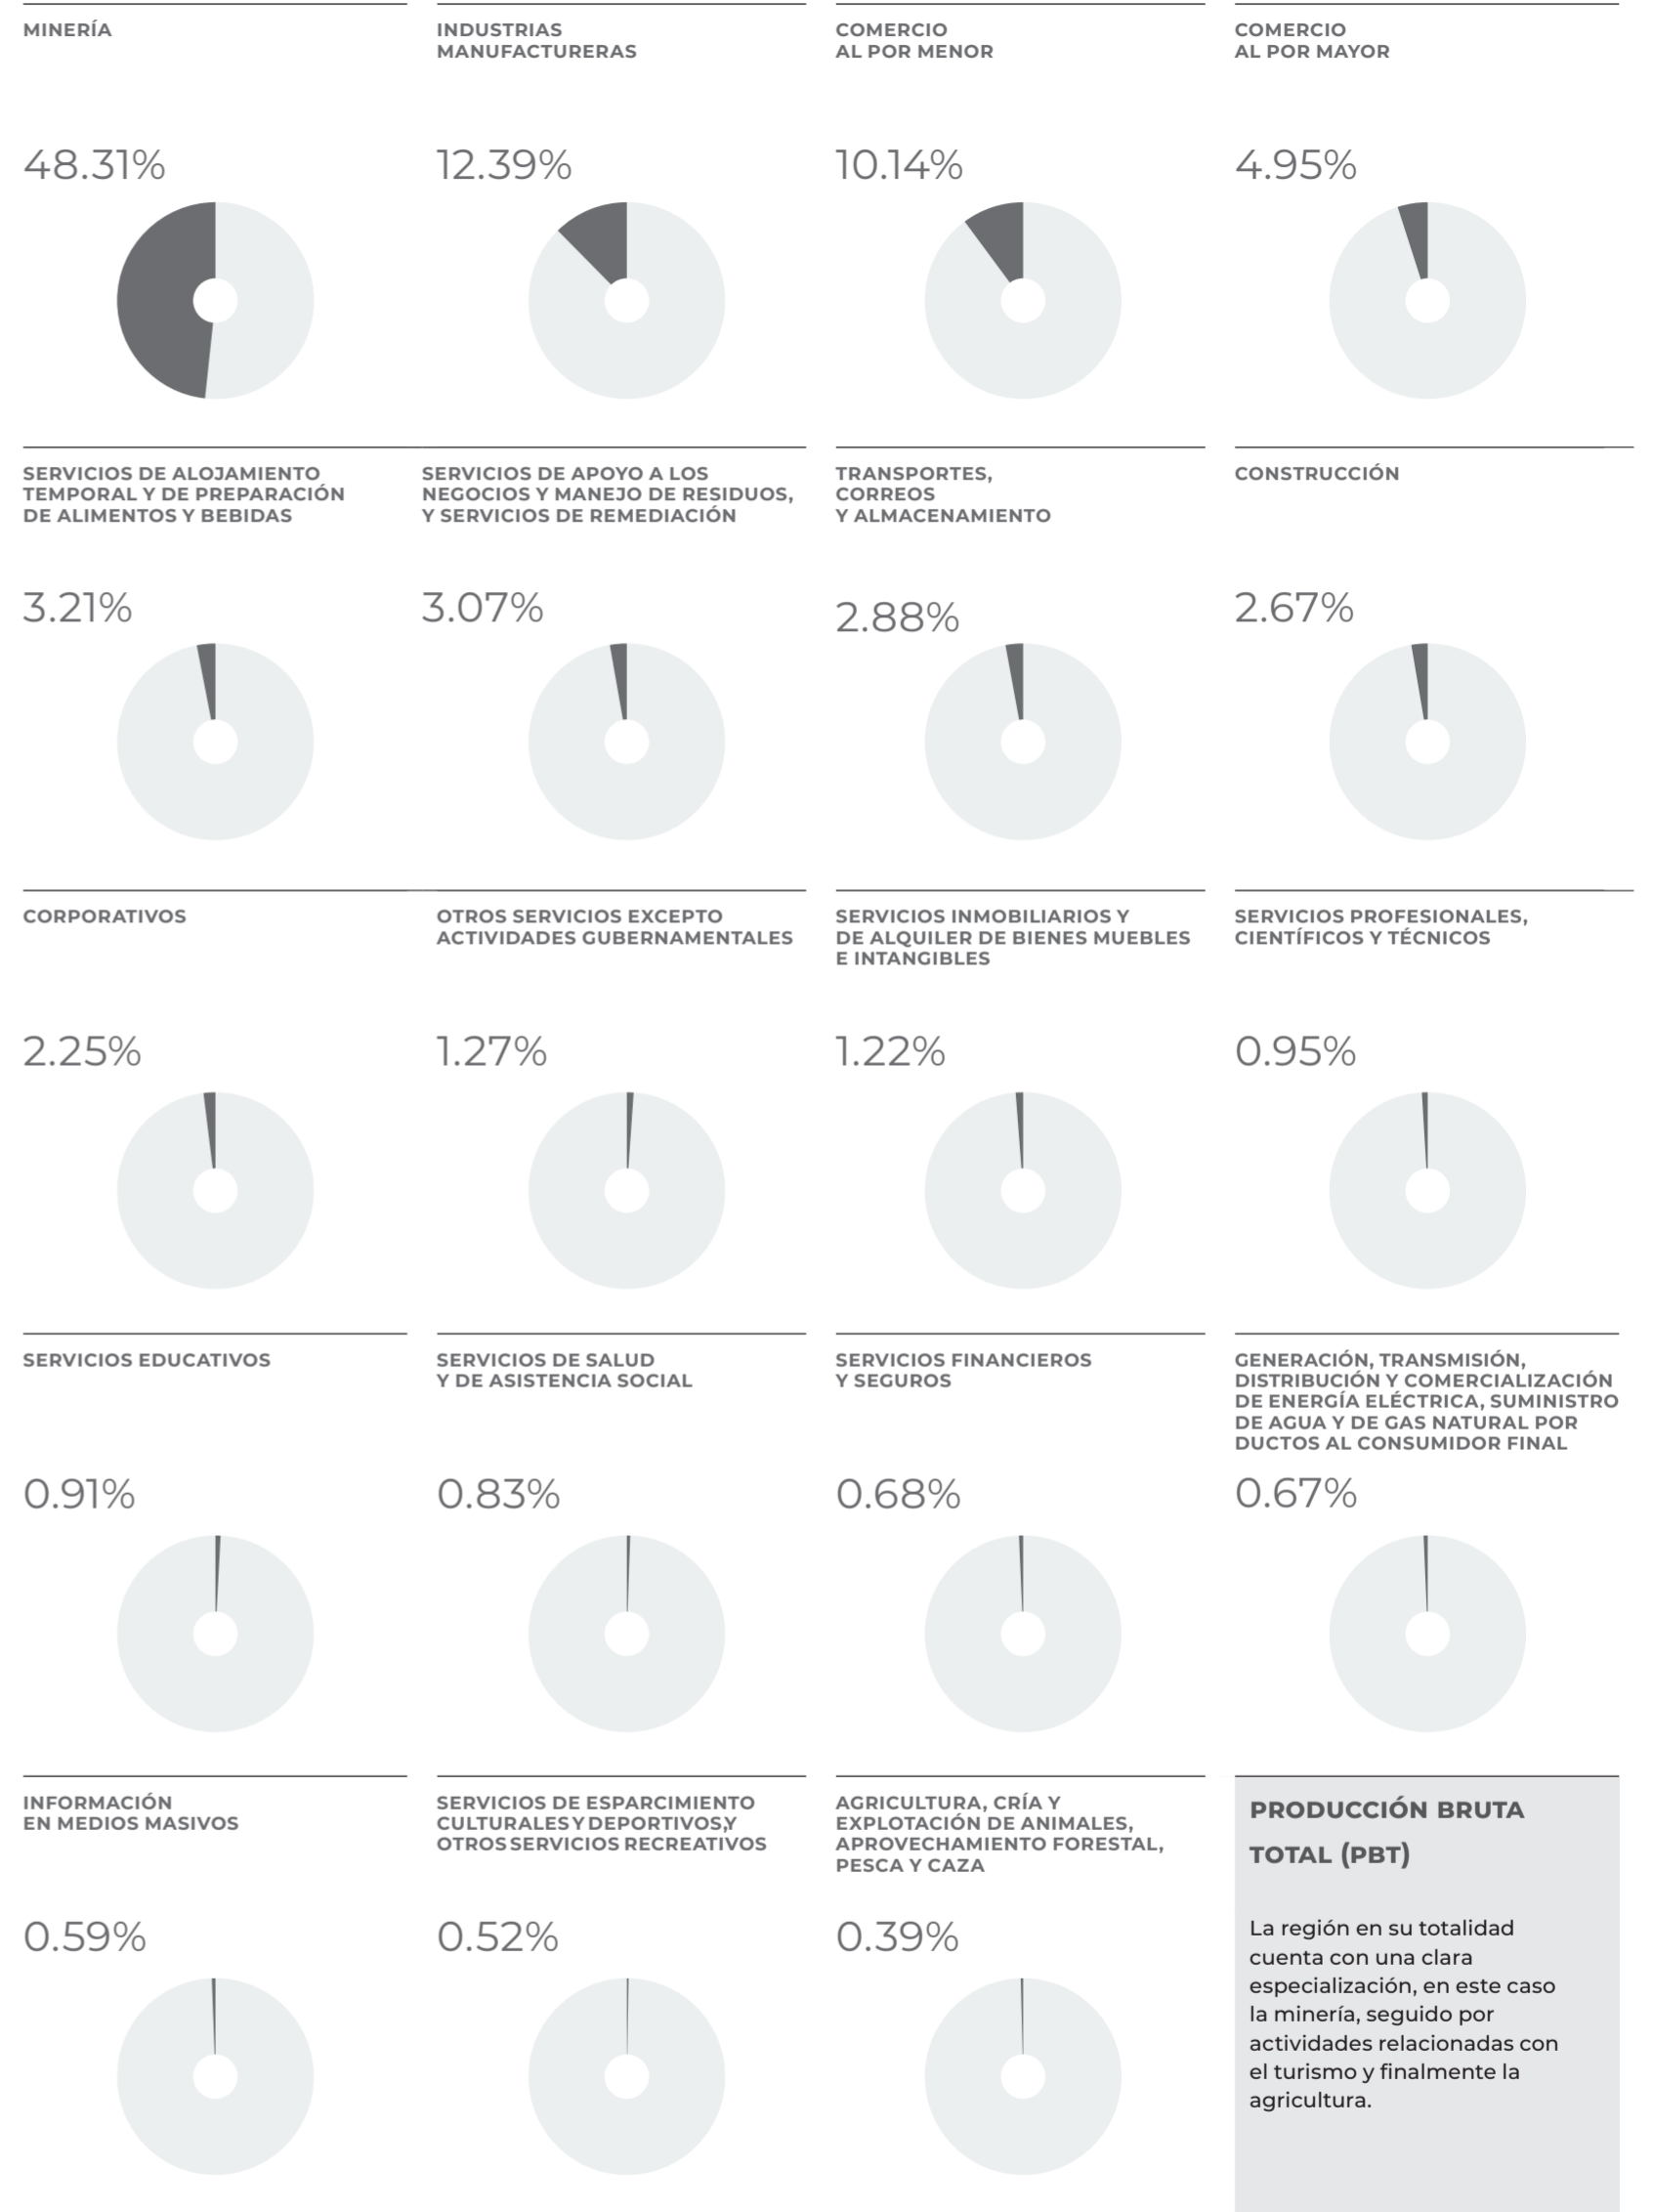 MINERÍA
48.31%
INDUSTRIAS
MANUFACTURERAS
12.39%
COMERCIO
AL POR MENOR
10.14%
COMERCIO
AL POR MAYOR
4.95%
SERVICIOS DE ALOJAMIENTO
TEMPORAL Y DE PREPARACIÓN
DE ALIMENTOS Y BEBIDAS
3.21%
SERVICIOS DE APOYO A LOS
NEGOCIOS Y MANEJO DE RESIDUOS,
Y SERVICIOS DE REMEDIACIÓN
3.07%
TRANSPORTES,
CORREOS
Y ALMACENAMIENTO
2.88%
CONSTRUCCIÓN
2.67%
CORPORATIVOS
2.25%
OTROS SERVICIOS EXCEPTO
ACTIVIDADES GUBERNAMENTALES
1.27%
SERVICIOS INMOBILIARIOS Y
DE ALQUILER DE BIENES MUEBLES
E INTANGIBLES
1.22%
SERVICIOS PROFESIONALES,
CIENTÍFICOS Y TÉCNICOS
0.95%
SERVICIOS EDUCATIVOS
0.91%
SERVICIOS DE SALUD
Y DE ASISTENCIA SOCIAL
0.83%
SERVICIOS FINANCIEROS
Y SEGUROS
0.68%
GENERACIÓN, TRANSMISIÓN,
DISTRIBUCIÓN Y COMERCIALIZACIÓN
DE ENERGÍA ELÉCTRICA, SUMINISTRO
DE AGUA Y DE GAS NATURAL POR
DUCTOS AL CONSUMIDOR FINAL
0.67%
INFORMACIÓN
EN MEDIOS MASIVOS
0.59%
SERVICIOS DE ESPARCIMIENTO
CULTURALES Y DEPORTIVOS,Y
OTROS SERVICIOS RECREATIVOS
0.52%
AGRICULTURA, CRÍA Y
EXPLOTACIÓN DE ANIMALES,
APROVECHAMIENTO FORESTAL,
PESCA Y CAZA
0.39%
PRODUCCIÓN BRUTA
TOTAL (PBT)
La región en su totalidad
cuenta con una clara
especialización, en este caso
la minería, seguido por
actividades relacionadas con
el turismo y finalmente la
agricultura.